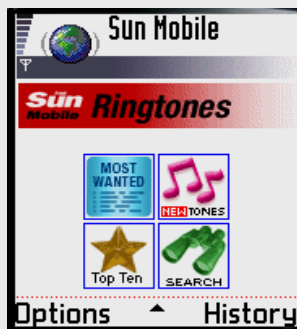 Sun Mobile
THE Sun Mobile Ringtones
MOST WANTED
NEW TONES
Top Ten
SEARCH
Options
History